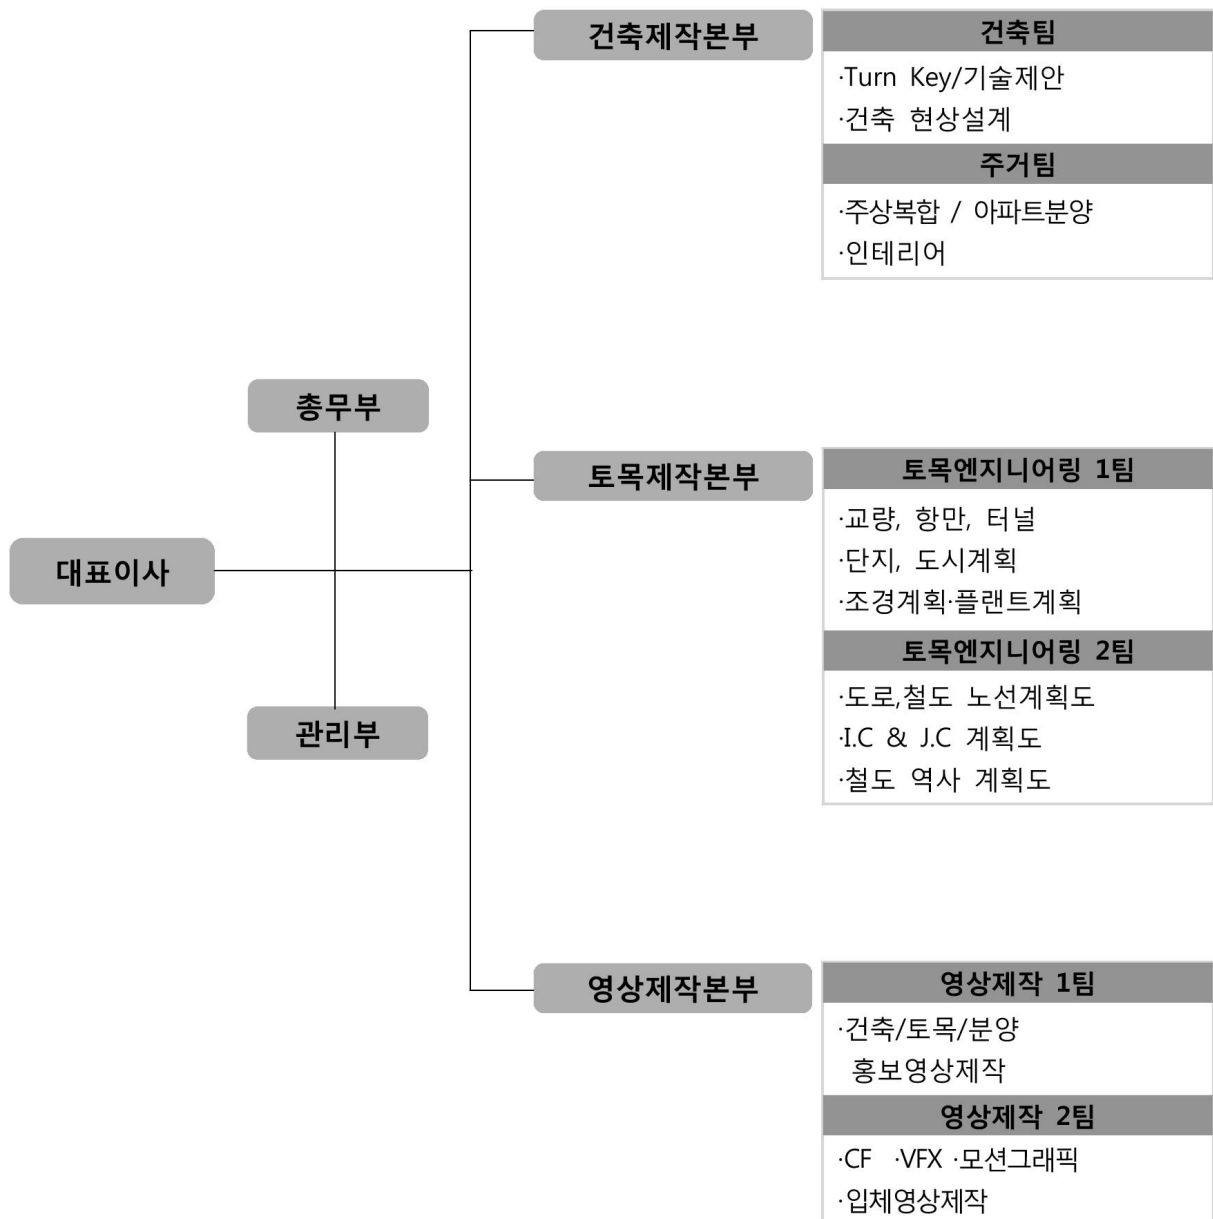 건축제작본부
건축팀
·Turn Key/기술제안
·건축 현상설계
주거팀
·주상복합 / 아파트분양
·인테리어
총무부
대표이사
관리부
토목제작본부
토목엔지니어링 1팀
·교량, 항만, 터널
·단지, 도시계획
·조경계획·플랜트계획
토목엔지니어링 2팀
·도로,철도 노선계획도
·I.C & J.C 계획도
·철도 역사 계획도
영상제작본부
영상제작 1팀
·건축/토목/분양
홍보영상제작
영상제작 2팀
·CF ·VFX ·모션그래픽
·입체영상제작